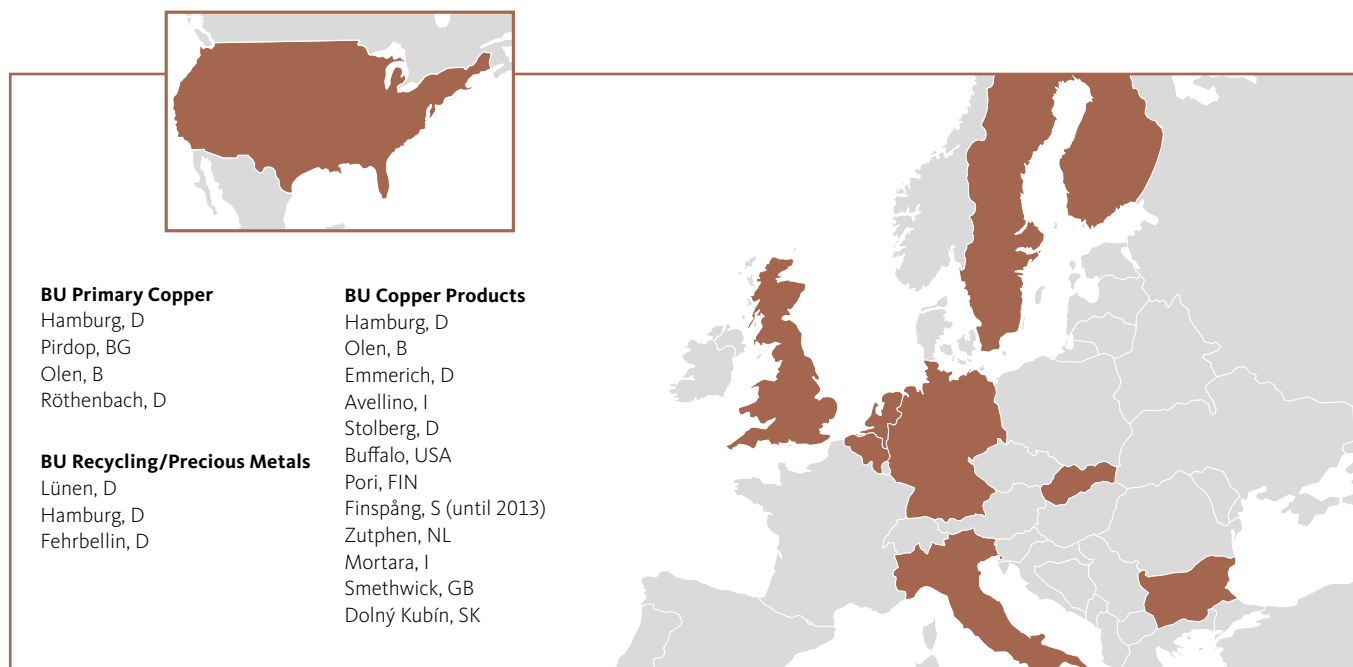 BU Primary Copper
Hamburg, D
Pirdop, BG
Olen, B
Röthenbach, D
BU Recycling/Precious Metals
Lünen, D
Hamburg, D
Fehrbellin, D
BU Copper Products
Hamburg, D
Olen, B
Emmerich, D
Avellino, I
Stolberg, D
Buffalo, USA
Pori, FIN
Finspång, S (until 2013)
Zutphen, NL
Mortara, I
Smethwick, GB
Dolný Kubín, SK